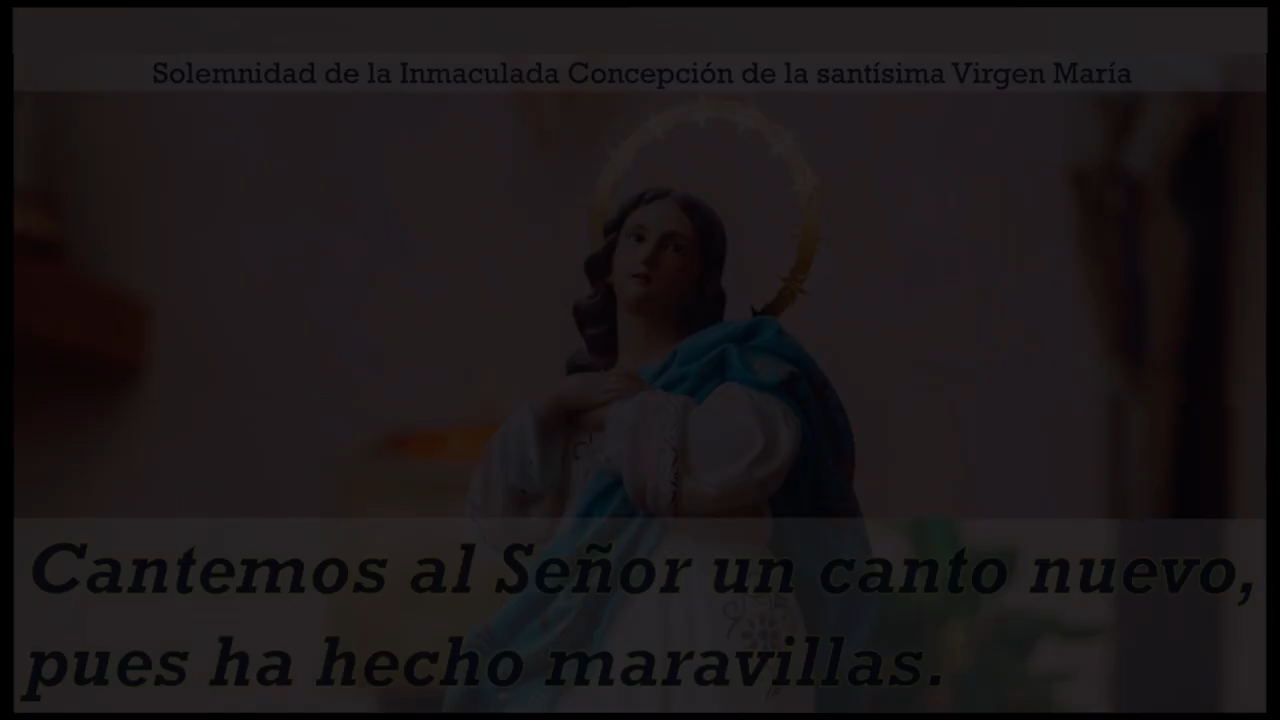 Solemnidad de la Inmaculada Concepción de la santísima Virgen María
Cantemos al Señor un canto nuevo,
pues ha hecho maravillas.